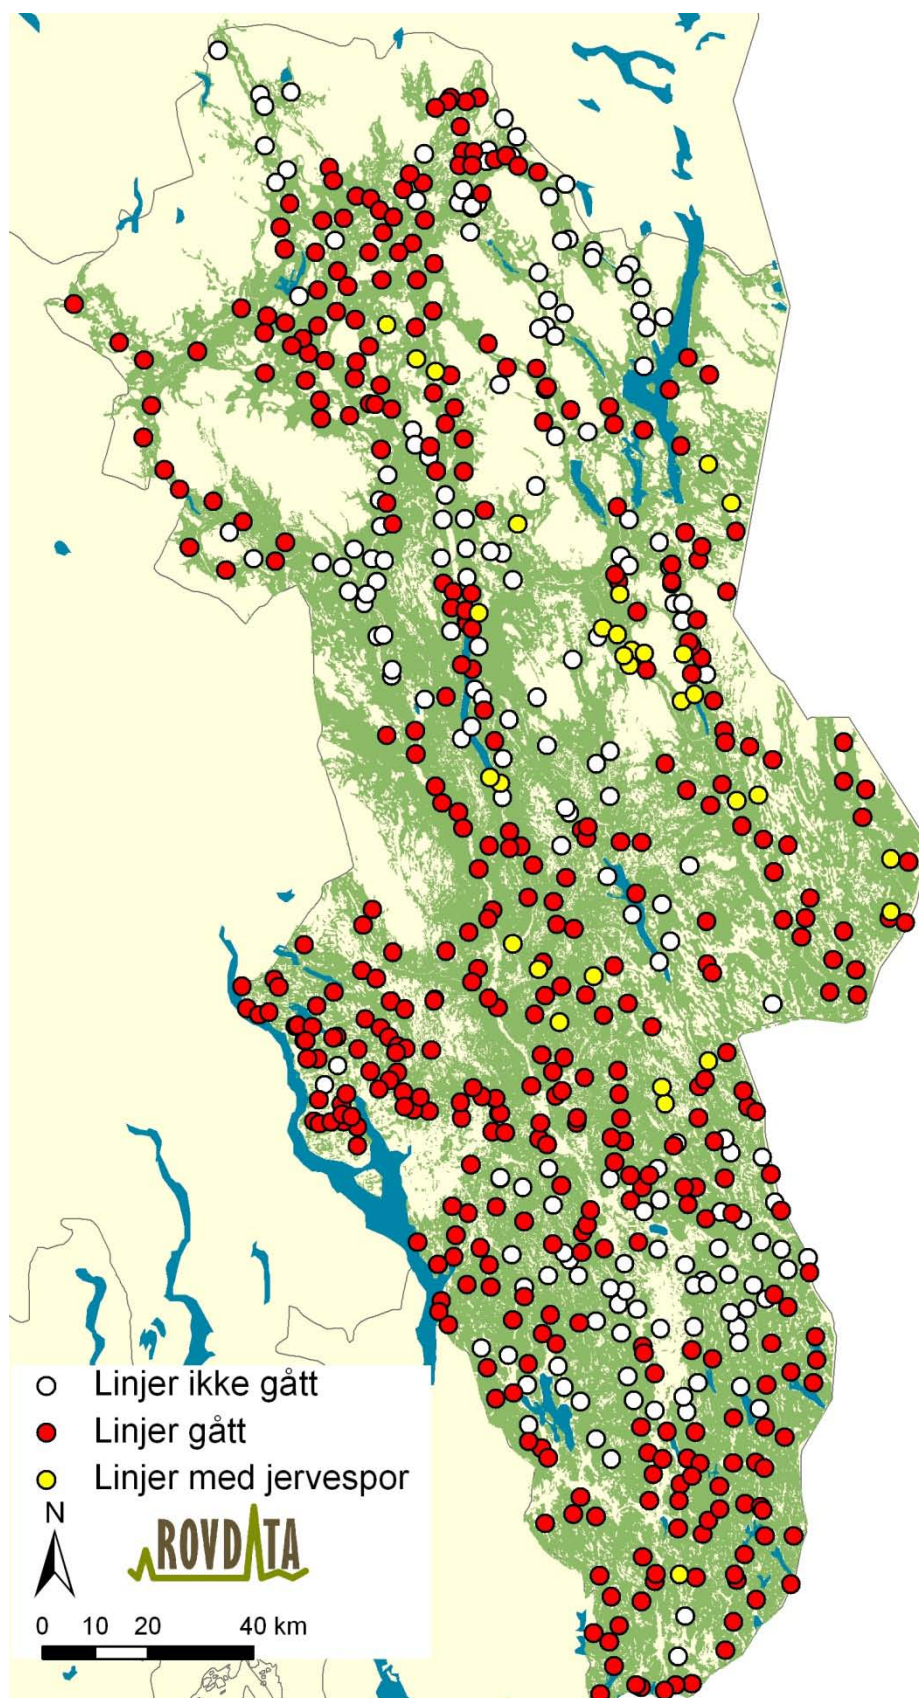 Linjer ikke gått
Linjer gått
Linjer med jervespor
N
ROVDATA
0 10 20 40 km